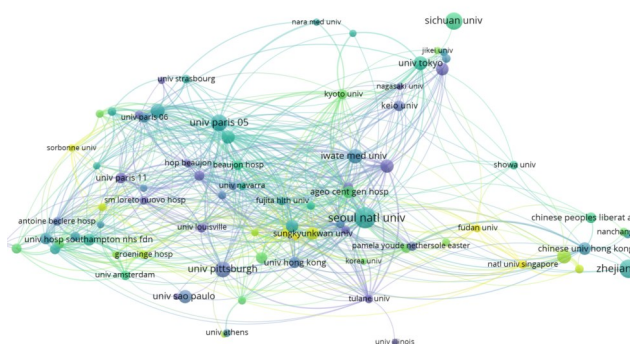 sichuan univ
nara med univ
jikei univ
univ tokyo
univ strasbourg
nagasaki univ
kyoto univ
keio univ
univ paris 06
univ paris 05
sorbonne univ
iwate med univ
hop beaujon
beaujon hosp
showa univ
univ paris 11
univ navarra
ageo cent gen hosp
sm loreto nuovo hosp
fujita hlth univ
seoul natl univ
chinese peoples liberat a
antoine beclere hosp
univ louisville
sungkyunkwan univ
fudan univ
nanchang
univ hosp southampton nhs fdn
pamela youde nethersole easter
chinese univ hong kong
groeninge hosp
korea univ
univ hong kong
natl univ singapore
univ pittsburgh
zhejian
univ amsterdam
univ sao paulo
tulane univ
univ athens
univ illinois